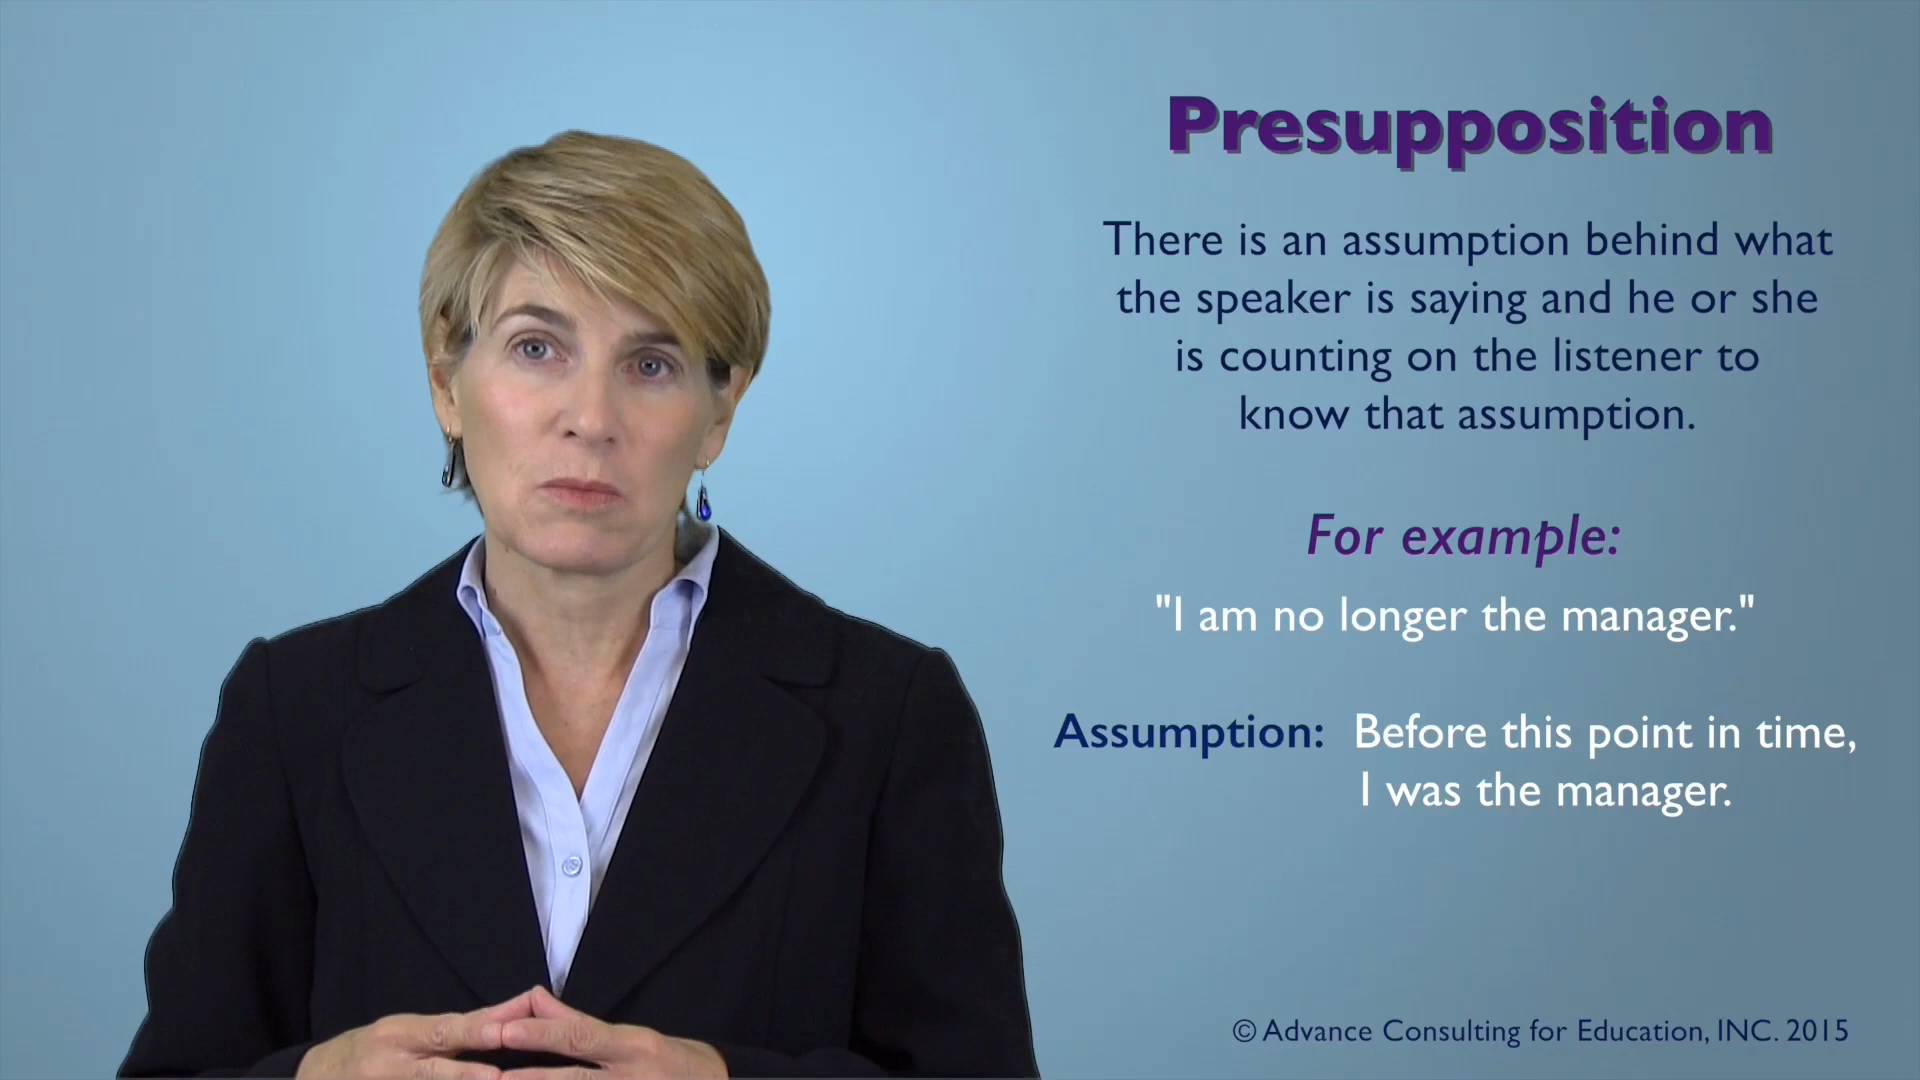 Presupposition
There is an assumption behind what
the speaker is saying and he or she
is counting on the listener to
know that assumption.
For example:
"I am no longer the manager."
Assumption: Before this point in time,
I was the manager.
© Advance Consulting for Education, INC. 2015